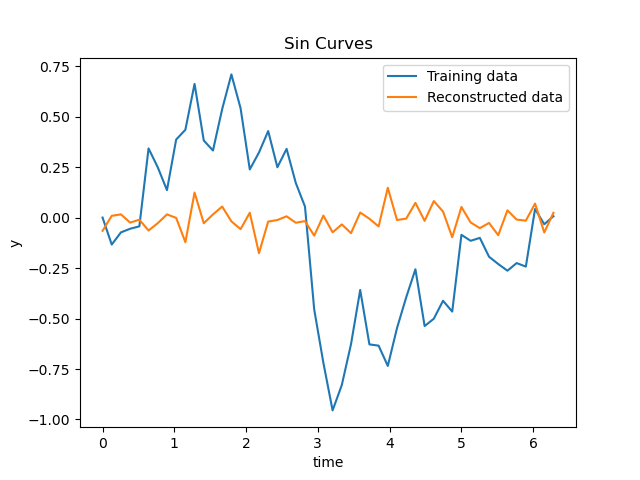 Sin Curves
Training data
Reconstructed data
0.75
0.50
0.25
0.00
−0.25
−0.50
−0.75
−1.00
y
0 1 2 3 4 5 6
time